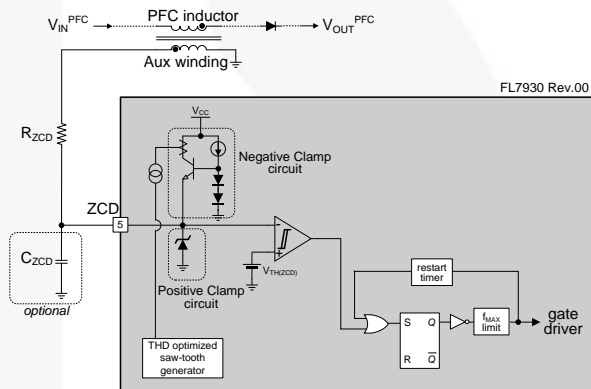 V_IN^PFC
PFC inductor
V_OUT^PFC
Aux winding
FL7930 Rev.00
R_ZCD
V_CC
Negative Clamp
circuit
ZCD
5
-
+
C_ZCD
optional
V_TH(ZCD)
Positive Clamp
circuit
restart
timer
THD optimized
saw-tooth
generator
S Q
R Q̅
f_MAX
limit
gate
driver